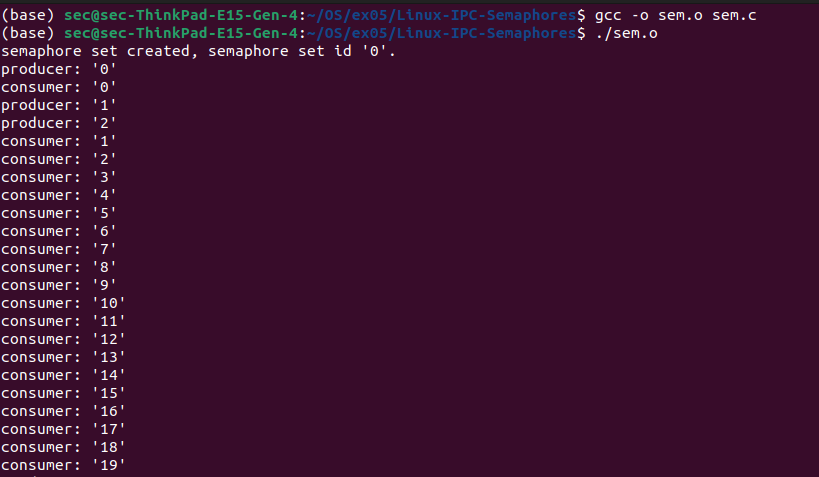 (base) sec@sec-ThinkPad-E15-Gen-4:~/OS/ex05/Linux-IPC-Semaphores$ gcc -o sem.o sem.c
(base) sec@sec-ThinkPad-E15-Gen-4:~/OS/ex05/Linux-IPC-Semaphores$ ./sem.o
semaphore set created, semaphore set id '0'.
producer: '0'
consumer: '0'
producer: '1'
producer: '2'
consumer: '1'
consumer: '2'
consumer: '3'
consumer: '4'
consumer: '5'
consumer: '6'
consumer: '7'
consumer: '8'
consumer: '9'
consumer: '10'
consumer: '11'
consumer: '12'
consumer: '13'
consumer: '14'
consumer: '15'
consumer: '16'
consumer: '17'
consumer: '18'
consumer: '19'